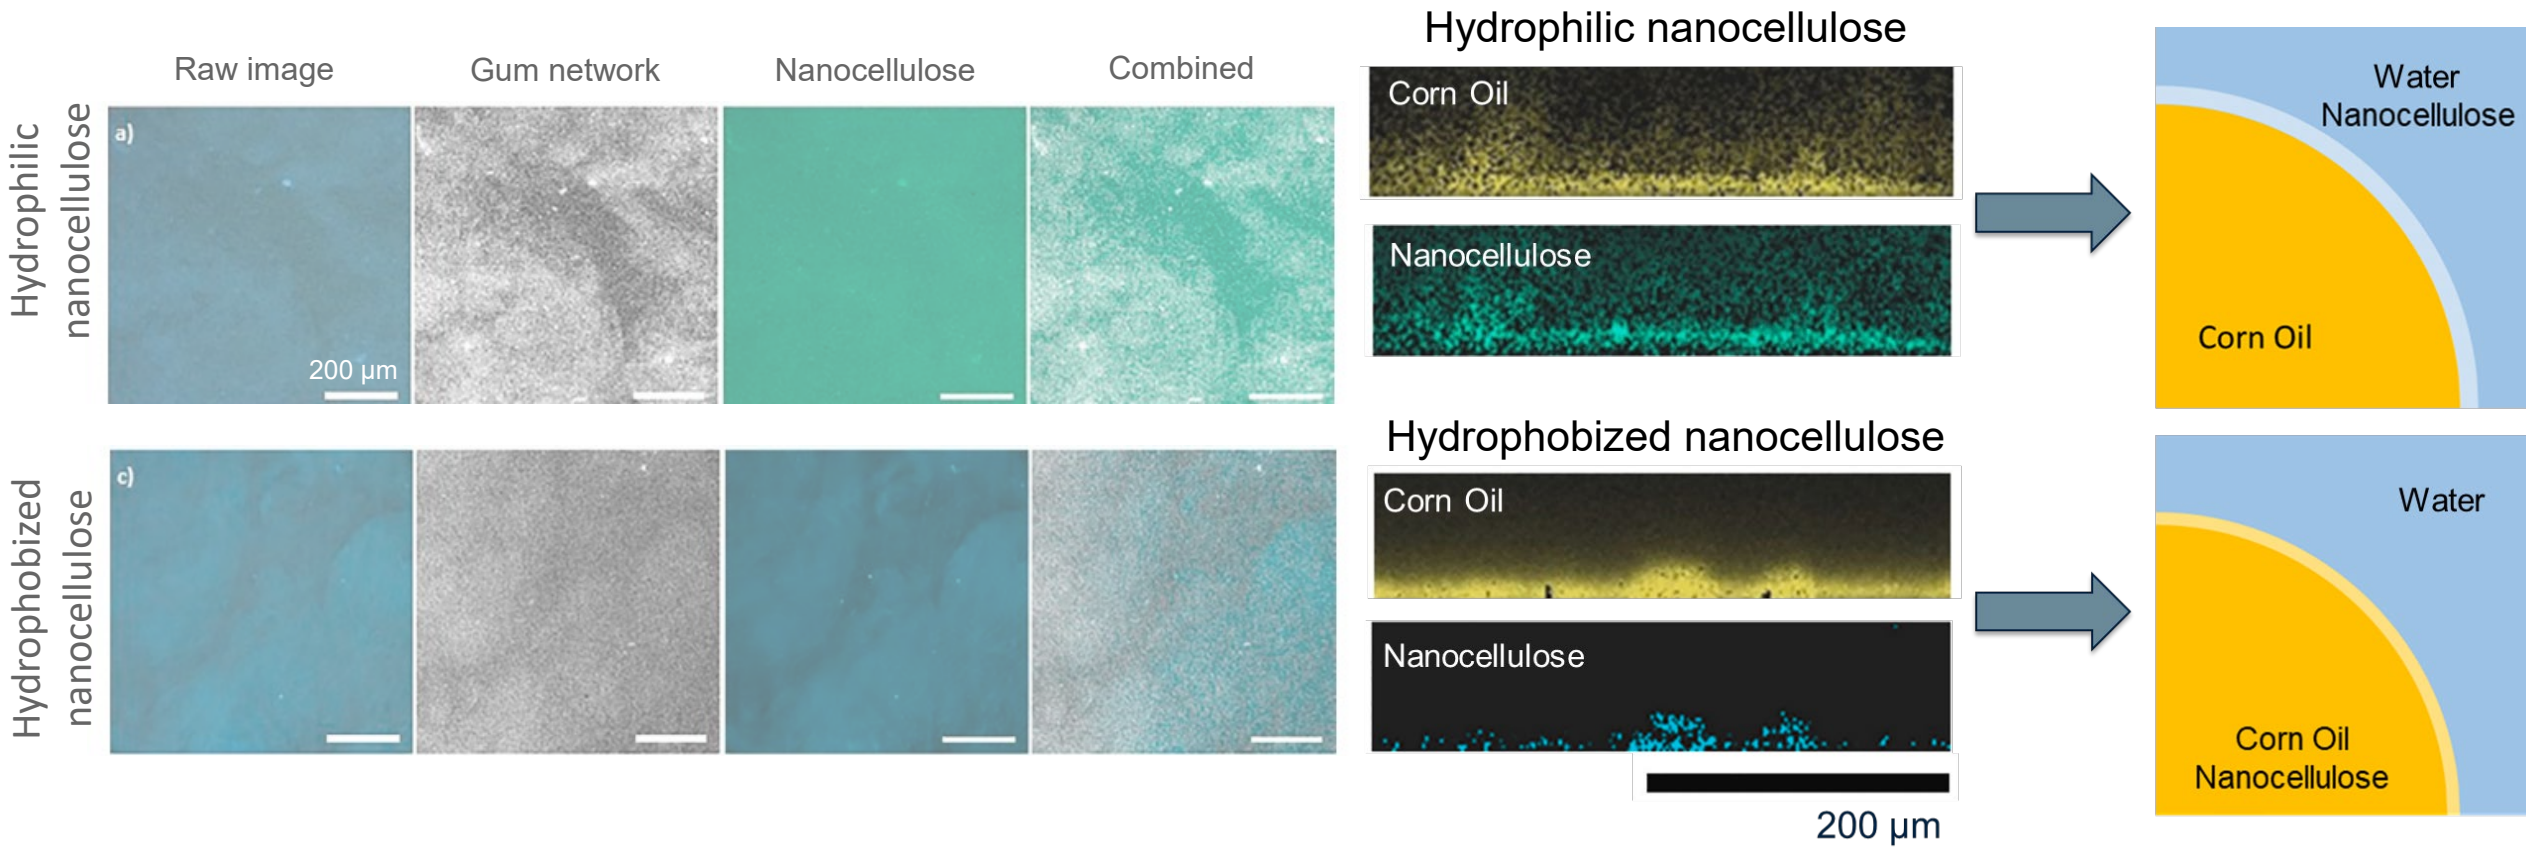 Raw image
Gum network
Nanocellulose
Combined
Hydrophilic
nanocellulose
a)
200 µm
Hydrophobized
nanocellulose
c)
Hydrophilic nanocellulose
Corn Oil
Nanocellulose
Water
Nanocellulose
Corn Oil
Hydrophobized nanocellulose
Corn Oil
Nanocellulose
200 µm
Water
Corn Oil
Nanocellulose